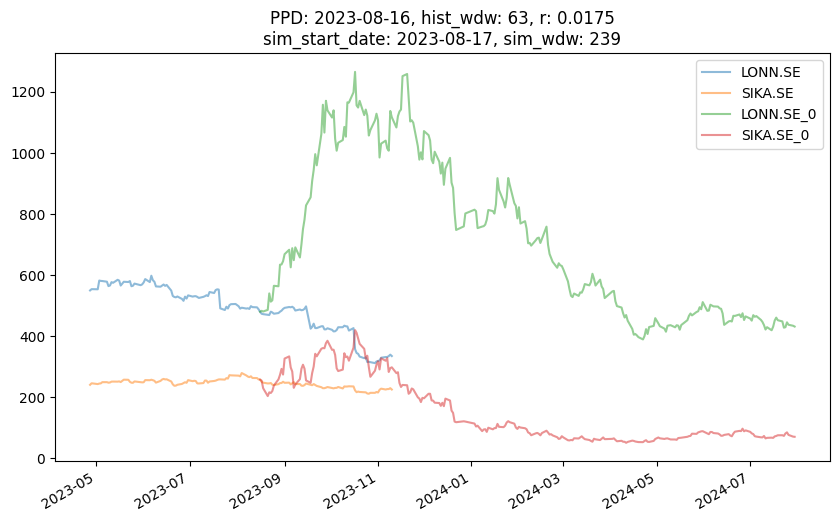 PPD: 2023-08-16, hist_wdw: 63, r: 0.0175
sim_start_date: 2023-08-17, sim_wdw: 239
LONN.SE
SIKA.SE
LONN.SE_0
SIKA.SE_0
1200
1000
800
600
400
200
0
2023-05
2023-07
2023-09
2023-11
2024-01
2024-03
2024-05
2024-07